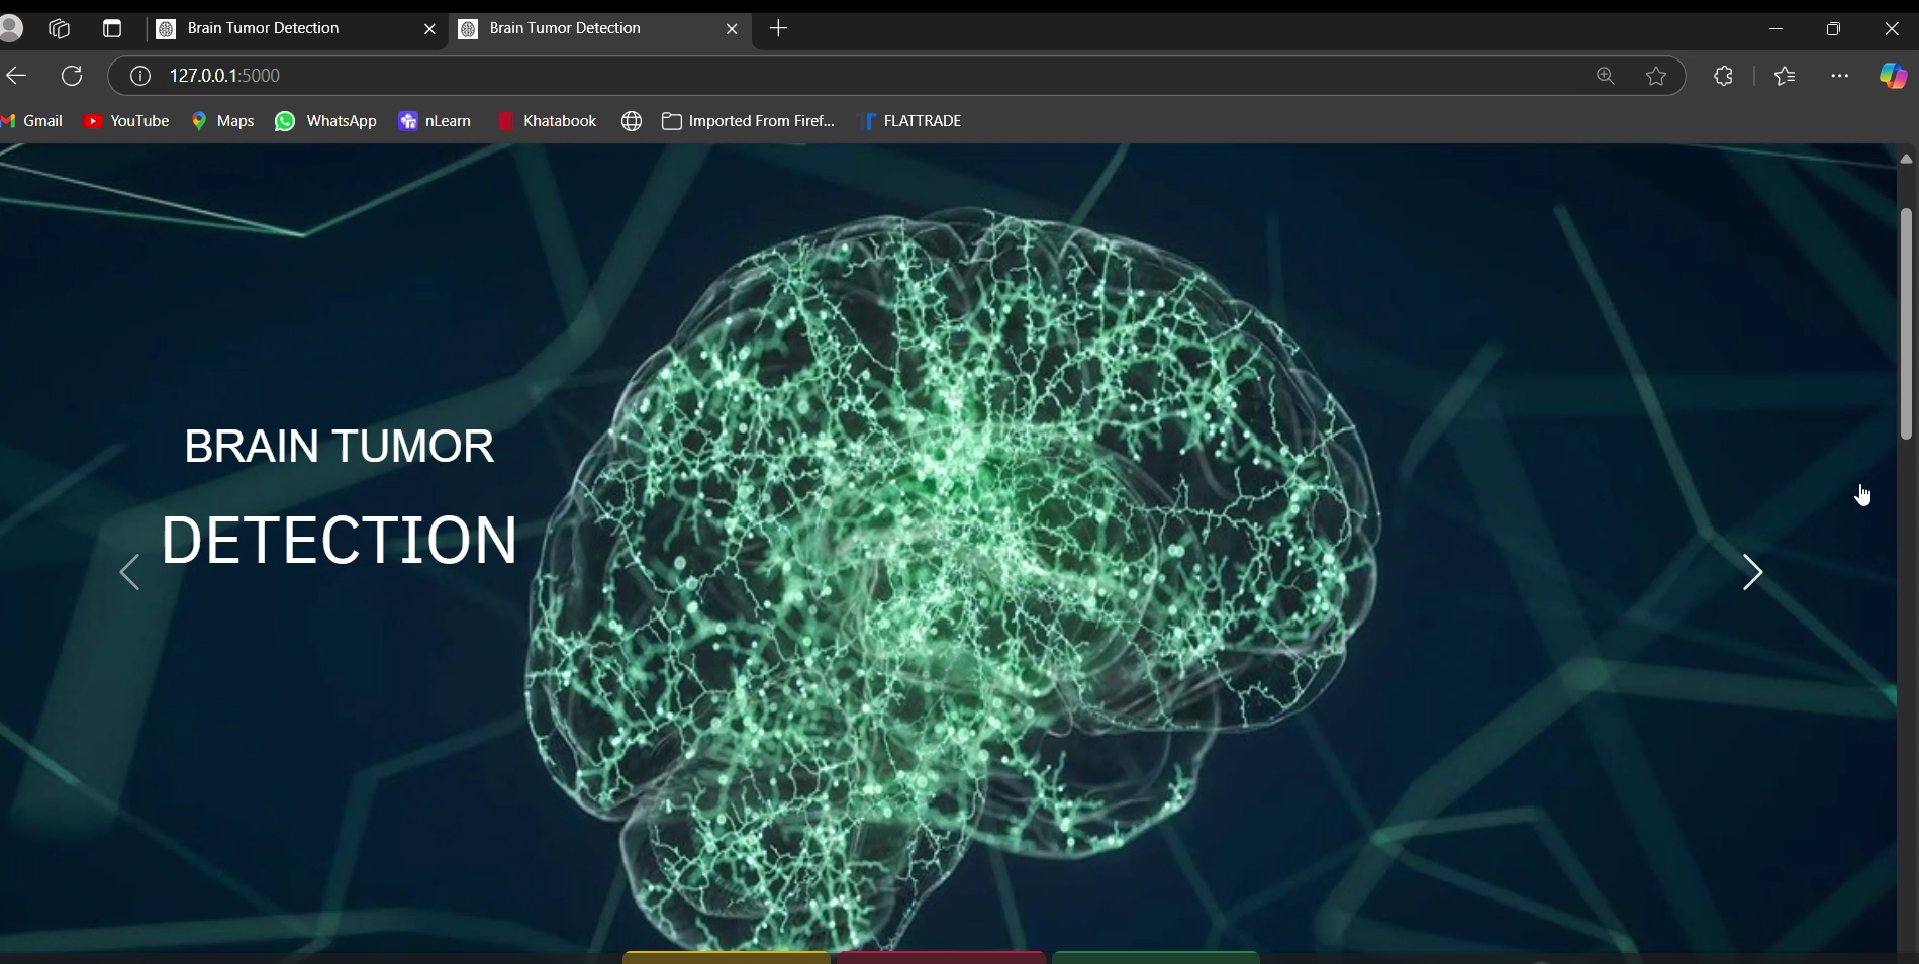 Brain Tumor Detection
Brain Tumor Detection
127.0.0.1:5000
Gmail YouTube Maps WhatsApp nLearn Khatabook Imported From Firef... FLATTRADE
BRAIN TUMOR
DETECTION